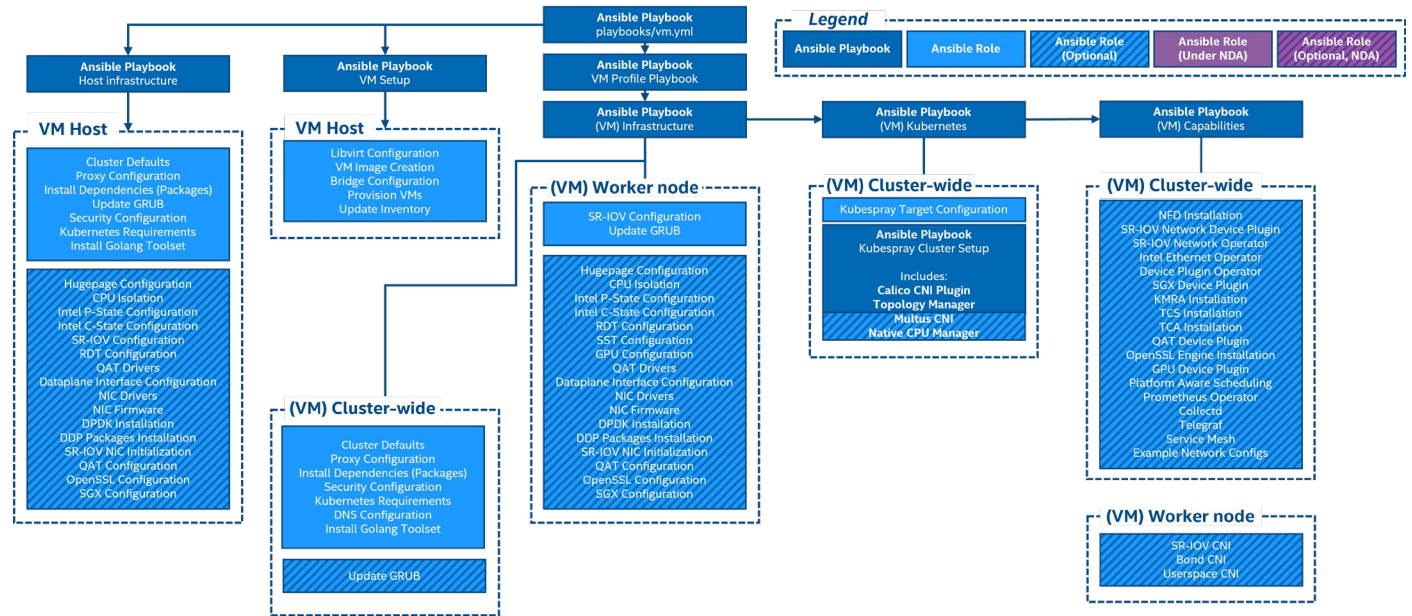 Ansible Playbook
playbooks/vm.yml
Legend
Ansible Playbook
Ansible Role
Ansible Role
(Optional)
Ansible Role
(Under NDA)
Ansible Role
(Optional, NDA)
Ansible Playbook
Host infrastructure
Ansible Playbook
VM Setup
Ansible Playbook
VM Profile Playbook
Ansible Playbook
(VM) Infrastructure
Ansible Playbook
(VM) Kubernetes
Ansible Playbook
(VM) Capabilities
VM Host
Cluster Defaults
Proxy Configuration
Install Dependencies (Packages)
Update GRUB
Security Configuration
Kubernetes Requirements
Install Golang Toolset
Hugepage Configuration
CPU Isolation
Intel P-State Configuration
Intel C-State Configuration
SR-IOV Configuration
RDT Configuration
QAT Drivers
Dataplane Interface Configuration
NIC Drivers
NIC Firmware
DPDK Installation
DDP Packages Installation
SR-IOV NIC Initialization
QAT Configuration
OpenSSL Configuration
SGX Configuration
VM Host
Libvirt Configuration
VM Image Creation
Bridge Configuration
Provision VMs
Update Inventory
(VM) Cluster-wide
Cluster Defaults
Proxy Configuration
Install Dependencies (Packages)
Security Configuration
Kubernetes Requirements
DNS Configuration
Install Golang Toolset
Update GRUB
(VM) Worker node
SR-IOV Configuration
Update GRUB
Hugepage Configuration
CPU Isolation
Intel P-State Configuration
Intel C-State Configuration
RDT Configuration
SST Configuration
GPU Configuration
QAT Drivers
Dataplane Interface Configuration
NIC Drivers
NIC Firmware
DPDK Installation
DDP Packages Installation
SR-IOV NIC Initialization
QAT Configuration
OpenSSL Configuration
SGX Configuration
(VM) Cluster-wide
Kubespray Target Configuration
Ansible Playbook
Kubespray Cluster Setup
Includes:
Calico CNI Plugin
Topology Manager
Multus CNI
Native CPU Manager
(VM) Cluster-wide
NFD Installation
SR-IOV Network Device Plugin
SR-IOV Network Operator
Intel Ethernet Operator
Device Plugin Operator
SGX Device Plugin
KMRA Installation
TCS Installation
TCA Installation
QAT Device Plugin
OpenSSL Engine Installation
GPU Device Plugin
Platform Aware Scheduling
Prometheus Operator
Collectd
Telegraf
Service Mesh
Example Network Configs
(VM) Worker node
SR-IOV CNI
Bond CNI
Userspace CNI